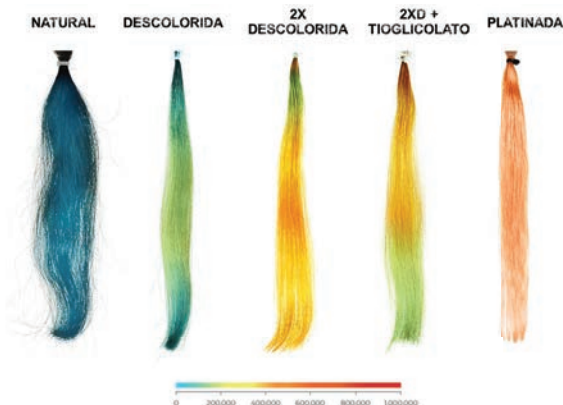 NATURAL
DESCOLORIDA
2X
DESCOLORIDA
2XD +
TIOGLICOLATO
PLATINADA
0 200,000 400,000 600,000 800,000 1000,000